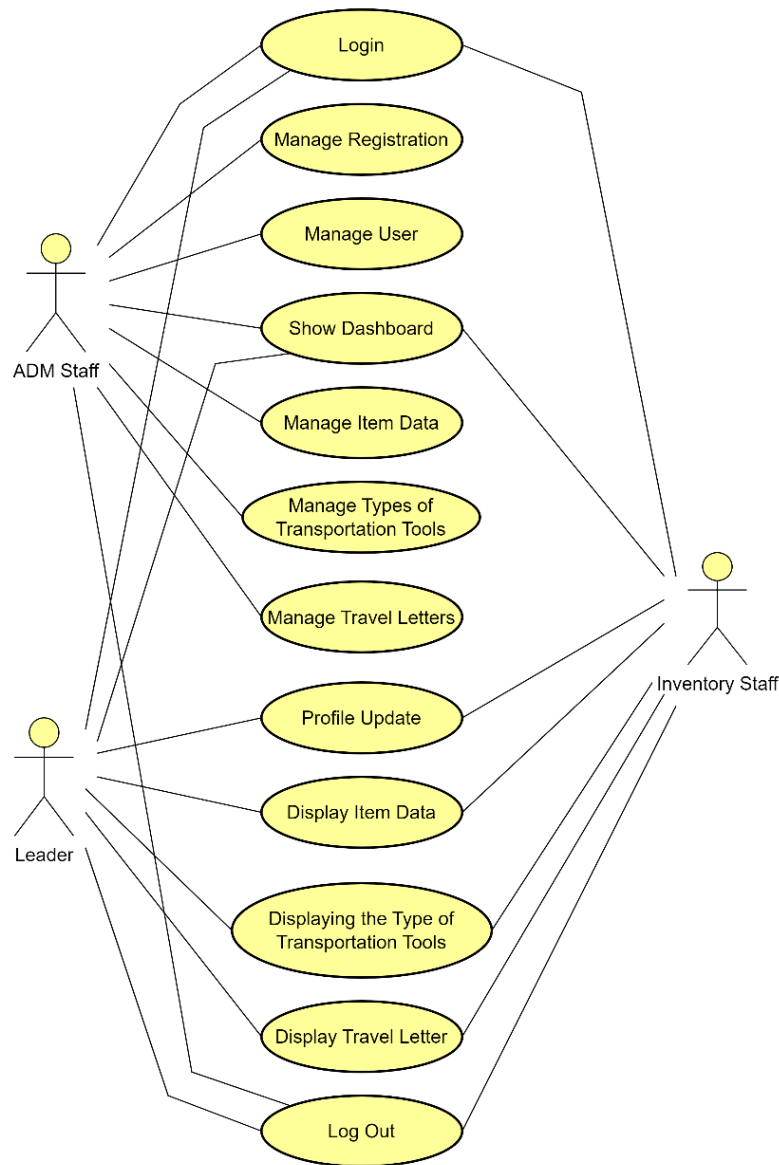 Login
Manage Registration
Manage User
Show Dashboard
ADM Staff
Manage Item Data
Manage Types of
Transportation Tools
Manage Travel Letters
Inventory Staff
Profile Update
Display Item Data
Leader
Displaying the Type of
Transportation Tools
Display Travel Letter
Log Out